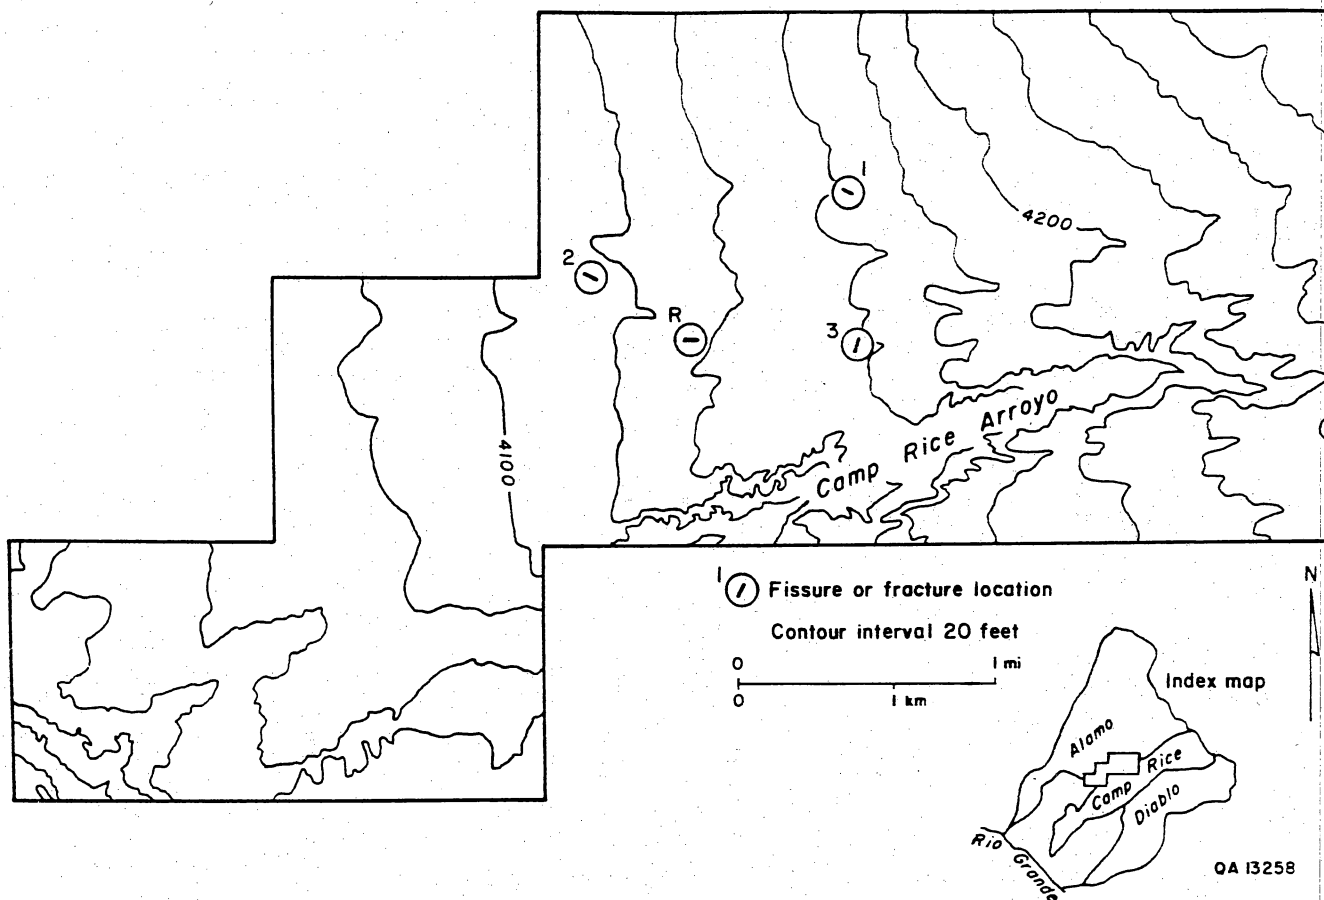 1
4200
2
R
3
4100
Camp Rice Arroyo
1 Fissure or fracture location
Contour interval 20 feet
0 1 mi
0 1 km
N
Index map
Alamo
Camp Rice
Diablo
Rio Grande
QA 13258